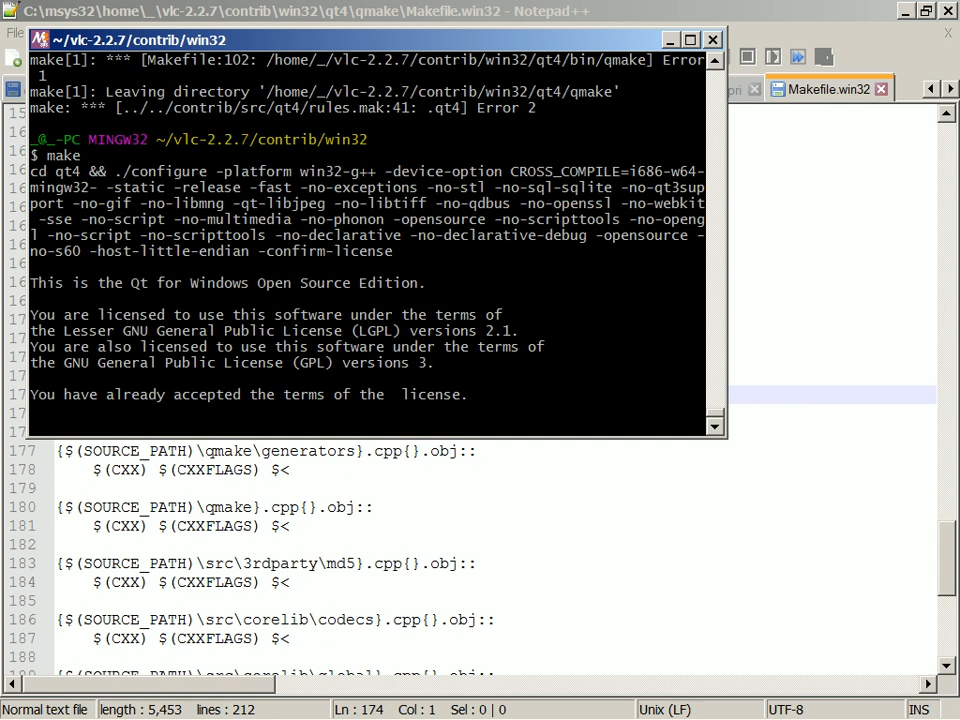 C:\msys32\home\_\vlc-2.2.7\contrib\win32\qt4\qmake\Makefile.win32 - Notepad++
File
X
pri
Makefile.win32
~/vlc-2.2.7/contrib/win32
make[1]: *** [Makefile:102: /home/_/vlc-2.2.7/contrib/win32/qt4/bin/qmake] Error
1
make[1]: Leaving directory '/home/_/vlc-2.2.7/contrib/win32/qt4/qmake'
make: *** [../../contrib/src/qt4/rules.mak:41: .qt4] Error 2
_@_-PC MINGW32 ~/vlc-2.2.7/contrib/win32
$ make
cd qt4 && ./configure -platform win32-g++ -device-option CROSS_COMPILE=i686-w64-
mingw32- -static -release -fast -no-exceptions -no-stl -no-sql-sqlite -no-qt3sup
port -no-gif -no-libmng -qt-libjpeg -no-libtiff -no-qdbus -no-openssl -no-webkit
-sse -no-script -no-multimedia -no-phonon -opensource -no-scripttools -no-openg
l -no-script -no-scripttools -no-declarative -no-declarative-debug -opensource -
no-s60 -host-little-endian -confirm-license
This is the Qt for Windows Open Source Edition.
You are licensed to use this software under the terms of
the Lesser GNU General Public License (LGPL) versions 2.1.
You are also licensed to use this software under the terms of
the GNU General Public License (GPL) versions 3.
You have already accepted the terms of the  license.
177 {$(SOURCE_PATH)\qmake\generators}.cpp{}.obj::
178 $(CXX) $(CXXFLAGS) $<
179
180 {$(SOURCE_PATH)\qmake}.cpp{}.obj::
181 $(CXX) $(CXXFLAGS) $<
182
183 {$(SOURCE_PATH)\src\3rdparty\md5}.cpp{}.obj::
184 $(CXX) $(CXXFLAGS) $<
185
186 {$(SOURCE_PATH)\src\corelib\codecs}.cpp{}.obj::
187 $(CXX) $(CXXFLAGS) $<
188
189 {$(SOURCE_PATH)\src\corelib\global}.cpp{}.obj::
Normal text file length : 5,453 lines : 212 Ln : 174 Col : 1 Sel : 0 | 0 Unix (LF) UTF-8 INS